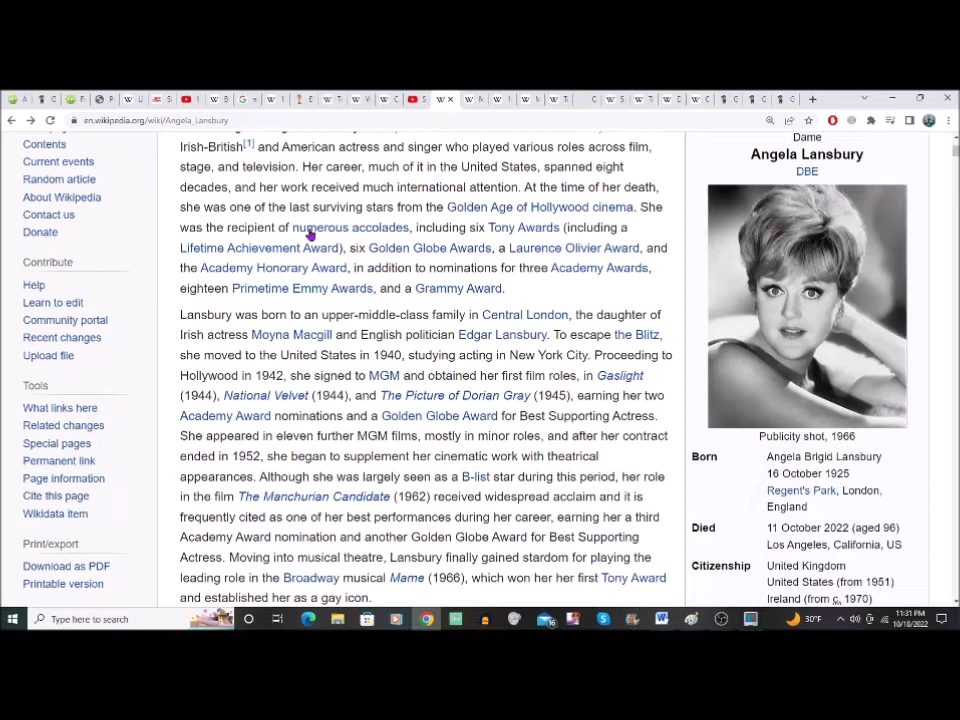 en.wikipedia.org/wiki/Angela_Lansbury
Contents
Current events
Random article
About Wikipedia
Contact us
Donate
Contribute
Help
Learn to edit
Community portal
Recent changes
Upload file
Tools
What links here
Related changes
Special pages
Permanent link
Page information
Cite this page
Wikidata item
Print/export
Download as PDF
Printable version
Irish-British[1] and American actress and singer who played various roles across film,
stage, and television. Her career, much of it in the United States, spanned eight
decades, and her work received much international attention. At the time of her death,
she was one of the last surviving stars from the Golden Age of Hollywood cinema. She
was the recipient of numerous accolades, including six Tony Awards (including a
Lifetime Achievement Award), six Golden Globe Awards, a Laurence Olivier Award, and
the Academy Honorary Award, in addition to nominations for three Academy Awards,
eighteen Primetime Emmy Awards, and a Grammy Award.
Lansbury was born to an upper-middle-class family in Central London, the daughter of
Irish actress Moyna Macgill and English politician Edgar Lansbury. To escape the Blitz,
she moved to the United States in 1940, studying acting in New York City. Proceeding to
Hollywood in 1942, she signed to MGM and obtained her first film roles, in Gaslight
(1944), National Velvet (1944), and The Picture of Dorian Gray (1945), earning her two
Academy Award nominations and a Golden Globe Award for Best Supporting Actress.
She appeared in eleven further MGM films, mostly in minor roles, and after her contract
ended in 1952, she began to supplement her cinematic work with theatrical
appearances. Although she was largely seen as a B-list star during this period, her role
in the film The Manchurian Candidate (1962) received widespread acclaim and it is
frequently cited as one of her best performances during her career, earning her a third
Academy Award nomination and another Golden Globe Award for Best Supporting
Actress. Moving into musical theatre, Lansbury finally gained stardom for playing the
leading role in the Broadway musical Mame (1966), which won her her first Tony Award
and established her as a gay icon.
Dame
Angela Lansbury
DBE
Publicity shot, 1966
Born Angela Brigid Lansbury
16 October 1925
Regent's Park, London,
England
Died 11 October 2022 (aged 96)
Los Angeles, California, US
Citizenship United Kingdom
United States (from 1951)
Ireland (from c. 1970)
Type here to search
16
30°F
11:31 PM
10/18/2022